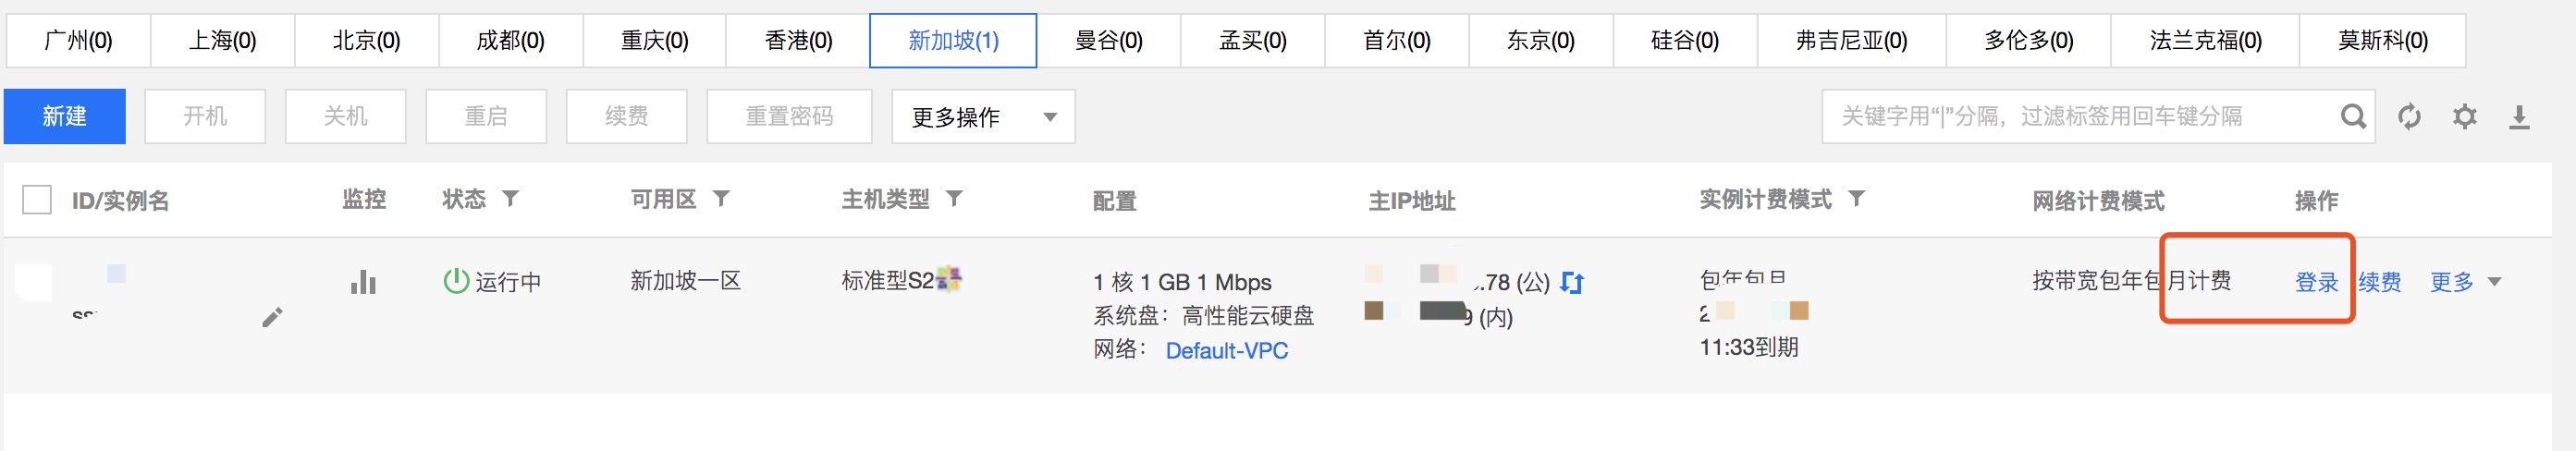 广州(0) 上海(0) 北京(0) 成都(0) 重庆(0) 香港(0) 新加坡(1) 曼谷(0) 孟买(0) 首尔(0) 东京(0) 硅谷(0) 弗吉尼亚(0) 多伦多(0) 法兰克福(0) 莫斯科(0)
新建 开机 关机 重启 续费 重置密码 更多操作 关键字用“|”分隔，过滤标签用回车键分隔
ID/实例名 监控 状态 可用区 主机类型 配置 主IP地址 实例计费模式 网络计费模式 操作
运行中 新加坡一区 标准型S2 1 核 1 GB 1 Mbps .78 (公) 包年包月 按带宽包年包月计费 登录 续费 更多
系统盘：高性能云硬盘 9 (内) 2
网络： Default-VPC 11:33到期